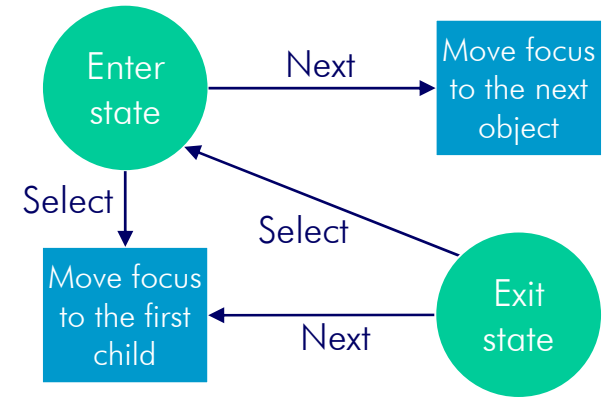 Enter
state
Next
Move focus
to the next
object
Select
Select
Move focus
to the first
child
Next
Exit
state